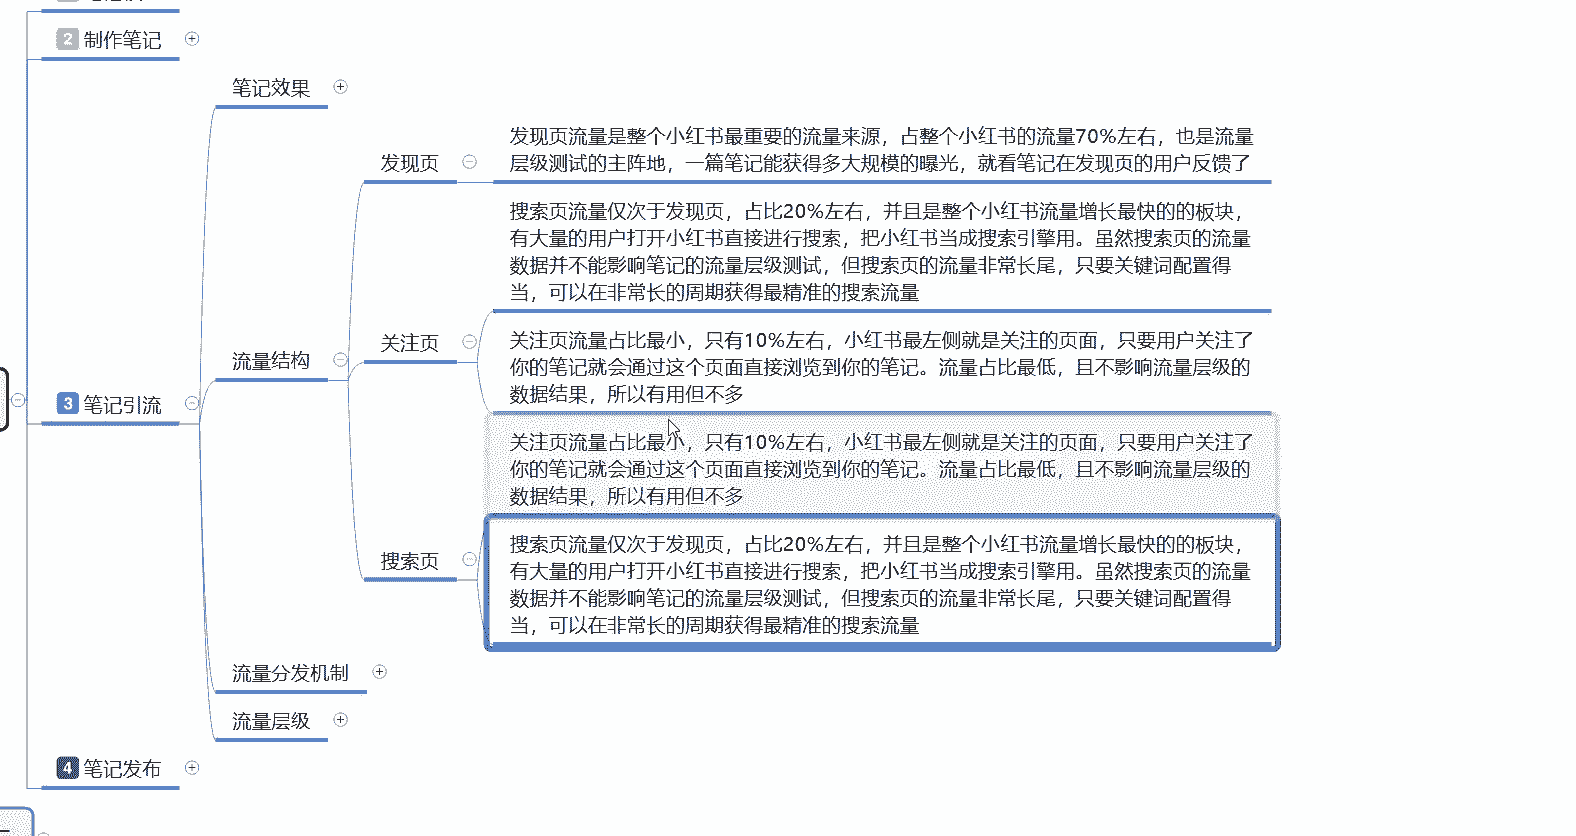 2 制作笔记
笔记效果
发现页流量是整个小红书最重要的流量来源，占整个小红书的流量70%左右，也是流量
发现页
层级测试的主阵地，一篇笔记能获得多大规模的曝光，就看笔记在发现页的用户反馈了
搜索页流量仅次于发现页，占比20%左右，并且是整个小红书流量增长最快的的板块，
有大量的用户打开小红书直接进行搜索，把小红书当成搜索引擎用。虽然搜索页的流量
数据并不能影响笔记的流量层级测试，但搜索页的流量非常长尾，只要关键词配置得
当，可以在非常长的周期获得最精准的搜索流量
关注页
关注页流量占比最小，只有10%左右，小红书最左侧就是关注的页面，只要用户关注了
你的笔记就会通过这个页面直接浏览到你的笔记。流量占比最低，且不影响流量层级的
数据结果，所以有用但不多
流量结构
3 笔记引流
关注页流量占比最小，只有10%左右，小红书最左侧就是关注的页面，只要用户关注了
你的笔记就会通过这个页面直接浏览到你的笔记。流量占比最低，且不影响流量层级的
数据结果，所以有用但不多
搜索页
搜索页流量仅次于发现页，占比20%左右，并且是整个小红书流量增长最快的的板块，
有大量的用户打开小红书直接进行搜索，把小红书当成搜索引擎用。虽然搜索页的流量
数据并不能影响笔记的流量层级测试，但搜索页的流量非常长尾，只要关键词配置得
当，可以在非常长的周期获得最精准的搜索流量
流量分发机制
流量层级
4 笔记发布